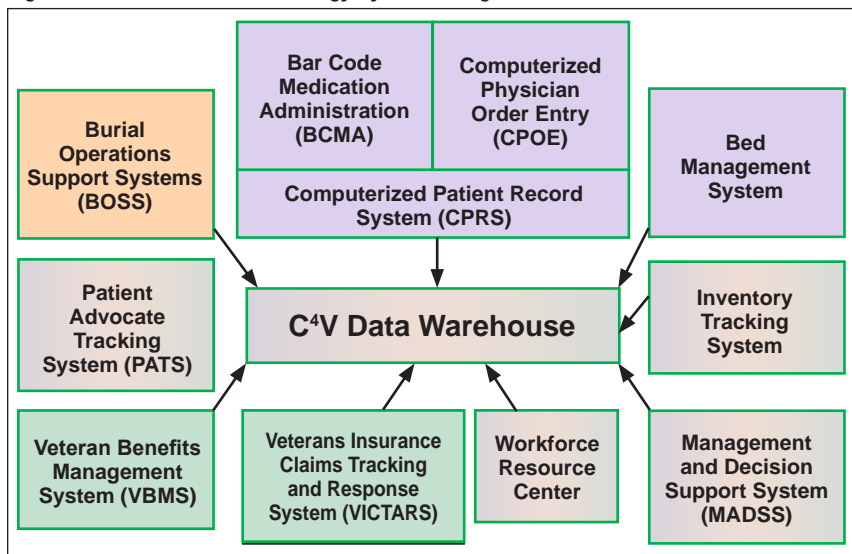 Burial
Operations
Support Systems
(BOSS)
Bar Code
Medication
Administration
(BCMA)
Computerized
Physician
Order Entry
(CPOE)
Computerized Patient Record
System (CPRS)
Bed
Management
System
Patient
Advocate
Tracking
System (PATS)
C⁴V Data Warehouse
Inventory
Tracking
System
Veteran Benefits
Management
System (VBMS)
Veterans Insurance
Claims Tracking
and Response
System (VICTARS)
Workforce
Resource
Center
Management
and Decision
Support System
(MADSS)